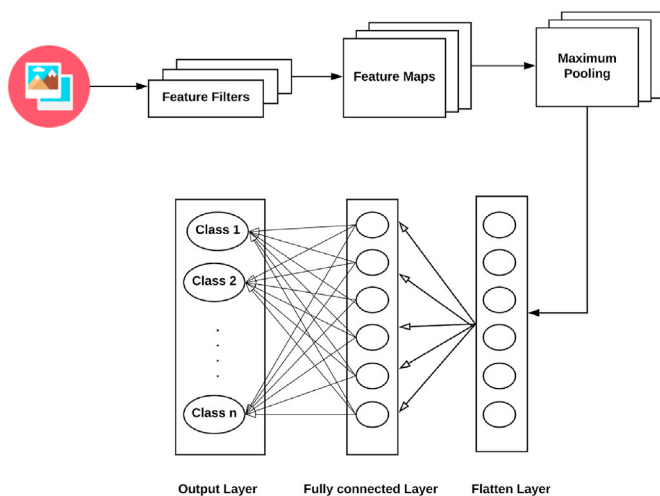 Feature Filters
Feature Maps
Maximum
Pooling
Class 1
Class 2
Class n
Output Layer
Fully connected Layer
Flatten Layer